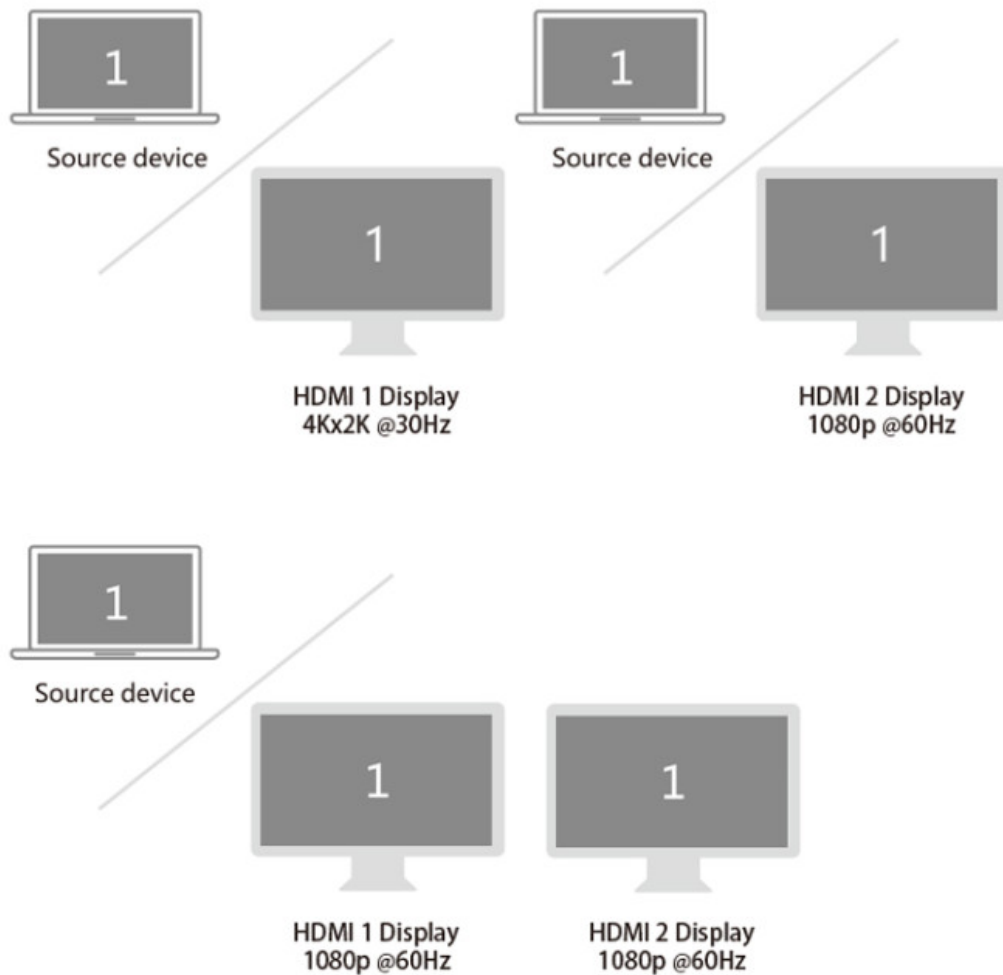 1
1
Source device
Source device
1
1
HDMI 1 Display
4Kx2K @30Hz
HDMI 2 Display
1080p @60Hz
1
Source device
1
1
HDMI 1 Display
1080p @60Hz
HDMI 2 Display
1080p @60Hz